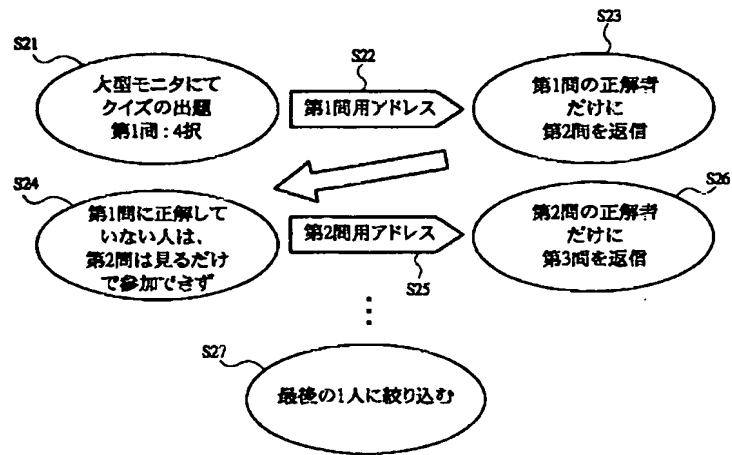 S21
大型モニタにて
クイズの出題
第1問:4択
S22
第1問用アドレス
S23
第1問の正解者
だけに
第2問を返信
S24
第1問に正解して
いない人は、
第2問は見るだけ
で参加できず
第2問用アドレス
S25
S26
第2問の正解者
だけに
第3問を返信
S27
最後の1人に絞り込む